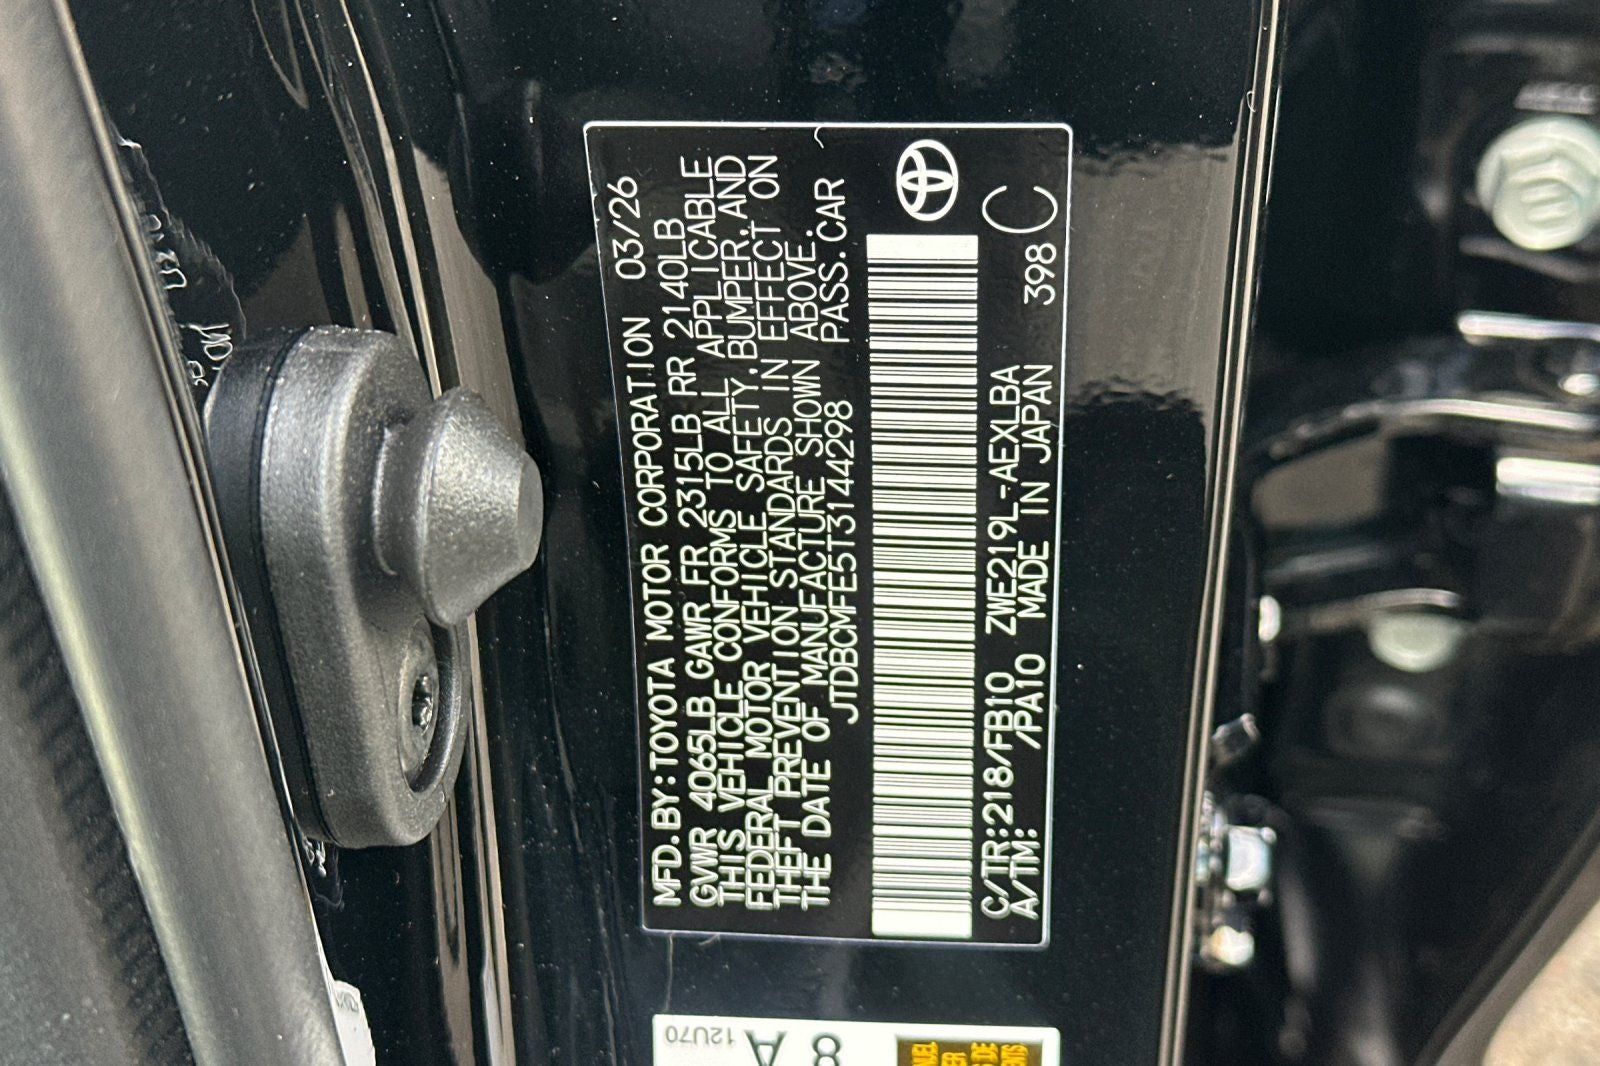 MFD.BY:TOYOTA MOTOR CORPORATION 03/26
GVWR 4065LB GAWR FR 2315LB RR 2140LB
THIS VEHICLE CONFORMS TO ALL APPLICABLE
FEDERAL MOTOR VEHICLE SAFETY,BUMPER,AND
THEFT PREVENTION STANDARDS IN EFFECT ON
THE DATE OF MANUFACTURE SHOWN ABOVE.
JTDBCMFE5T3144298 PASS.CAR
C/TR:218/FB10 ZWE219L-AEXLBA
A/TM: /PA10 MADE IN JAPAN 398 C
12U70
8
A